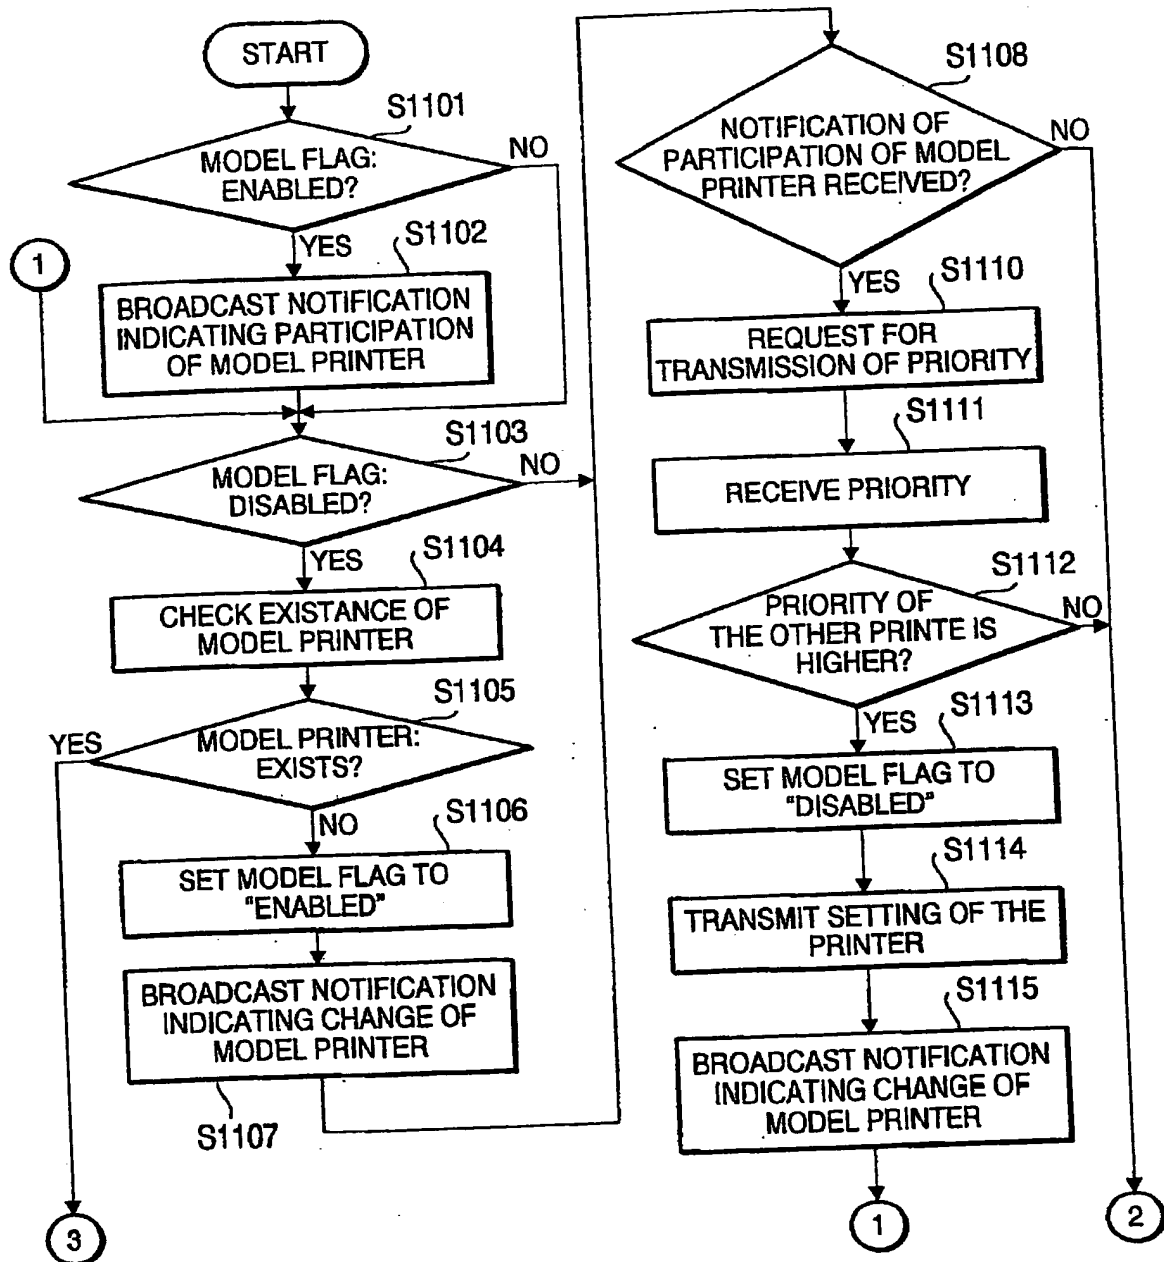 START
S1101
MODEL FLAG:
ENABLED?
NO
YES
S1102
1
BROADCAST NOTIFICATION
INDICATING PARTICIPATION
OF MODEL PRINTER
S1103
MODEL FLAG:
DISABLED?
NO
YES
S1104
CHECK EXISTANCE OF
MODEL PRINTER
S1105
YES
MODEL PRINTER:
EXISTS?
NO
S1106
SET MODEL FLAG TO
"ENABLED"
BROADCAST NOTIFICATION
INDICATING CHANGE OF
MODEL PRINTER
S1107
3
S1108
NOTIFICATION OF
PARTICIPATION OF MODEL
PRINTER RECEIVED?
NO
YES
S1110
REQUEST FOR
TRANSMISSION OF PRIORITY
S1111
RECEIVE PRIORITY
S1112
PRIORITY OF
THE OTHER PRINTE IS
HIGHER?
NO
YES
S1113
SET MODEL FLAG TO
"DISABLED"
S1114
TRANSMIT SETTING OF THE
PRINTER
S1115
BROADCAST NOTIFICATION
INDICATING CHANGE OF
MODEL PRINTER
1
2